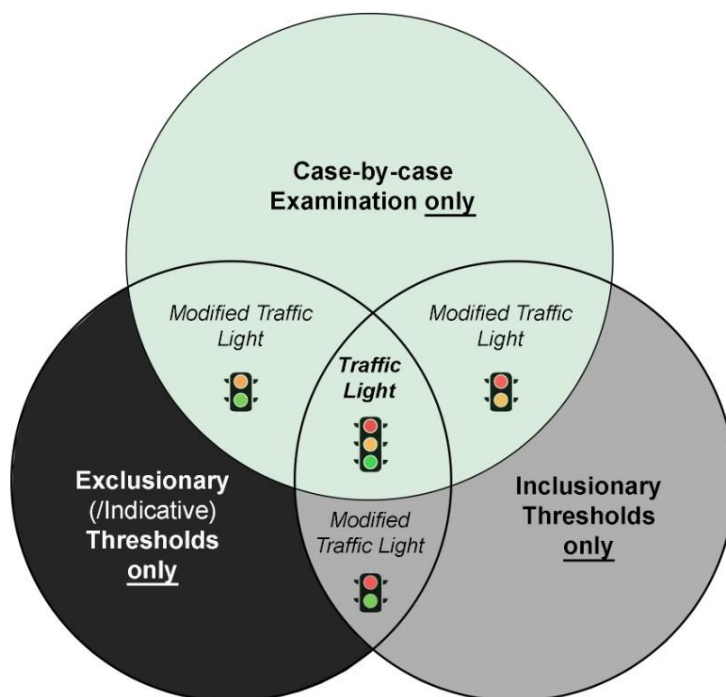 Case-by-case
Examination only
Modified Traffic
Light
Modified Traffic
Light
Traffic
Light
Exclusionary
(/Indicative)
Thresholds
only
Inclusionary
Thresholds
only
Modified
Traffic Light